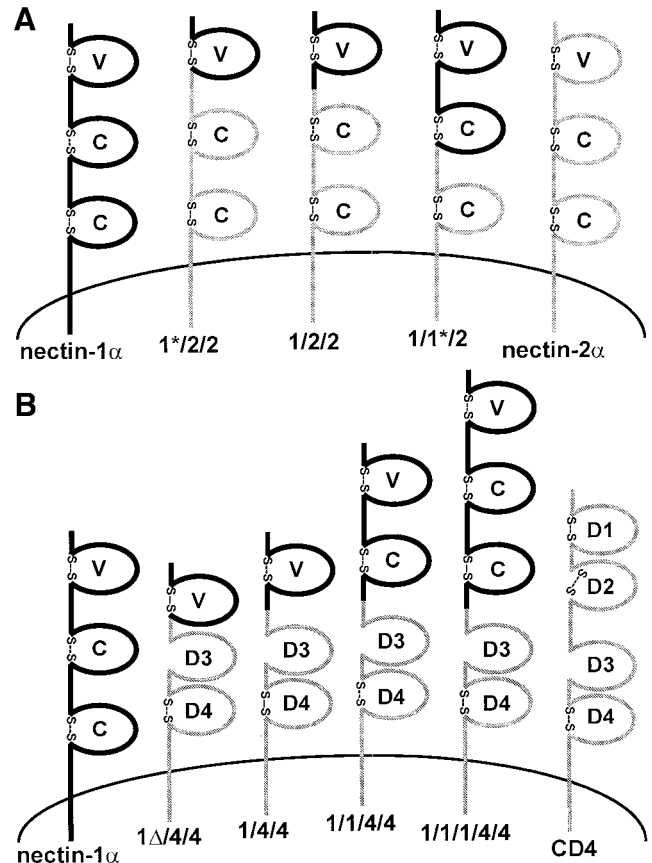 A
V V V V V
C C C C C
C C C C C
nectin-1α 1*/2/2 1/2/2 1/1*/2 nectin-2α
B
V
V C D1
V V V C D2
C D3 D3 D3 D3 D3
C D4 D4 D4 D4 D4
nectin-1α 1Δ/4/4 1/4/4 1/1/4/4 1/1/1/4/4 CD4